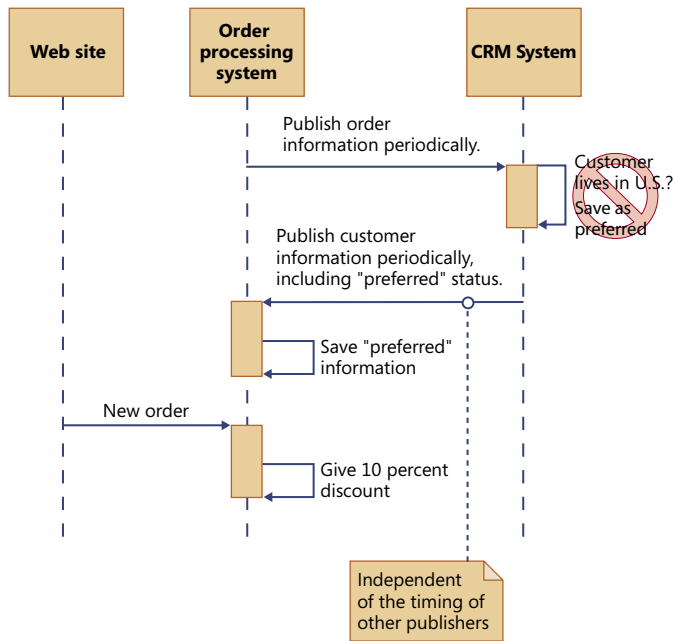 Web site
Order
processing
system
CRM System
Publish order
information periodically.
Customer
lives in U.S.?
Save as
preferred
Publish customer
information periodically,
including "preferred" status.
Save "preferred"
information
New order
Give 10 percent
discount
Independent
of the timing of
other publishers